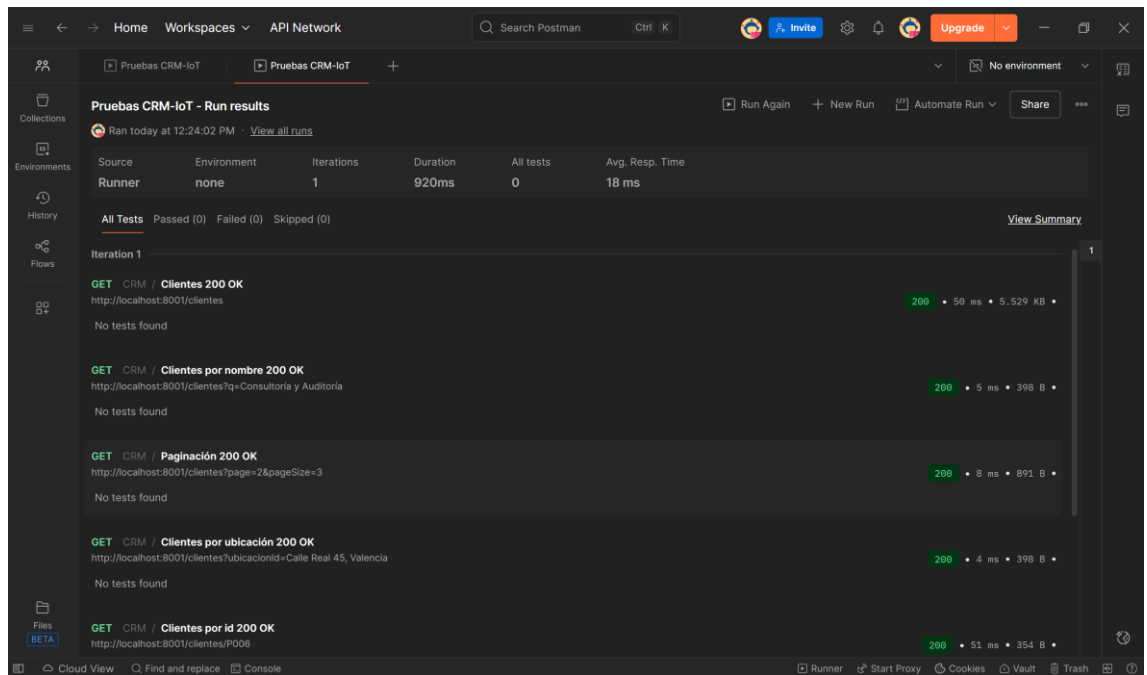 Home Workspaces API Network Search Postman Ctrl K Invite Upgrade
Pruebas CRM-IoT Pruebas CRM-IoT No environment
Collections
Environments
History
Flows
Files
BETA
Pruebas CRM-IoT - Run results Run Again New Run Automate Run Share
Ran today at 12:24:02 PM · View all runs
Source Environment Iterations Duration All tests Avg. Resp. Time
Runner none 1 920ms 0 18 ms
All Tests Passed (0) Failed (0) Skipped (0) View Summary
Iteration 1 1
GET CRM / Clientes 200 OK
http://localhost:8001/clientes 200 • 50 ms • 5.529 KB •
No tests found
GET CRM / Clientes por nombre 200 OK
http://localhost:8001/clientes?q=Consultoría y Auditoría 200 • 5 ms • 398 B •
No tests found
GET CRM / Paginación 200 OK
http://localhost:8001/clientes?page=2&pageSize=3 200 • 8 ms • 891 B •
No tests found
GET CRM / Clientes por ubicación 200 OK
http://localhost:8001/clientes?ubicacionId=Calle Real 45, Valencia 200 • 4 ms • 398 B •
No tests found
GET CRM / Clientes por id 200 OK
http://localhost:8001/clientes/P006 200 • 51 ms • 354 B •
Cloud View Find and replace Console Runner Start Proxy Cookies Vault Trash